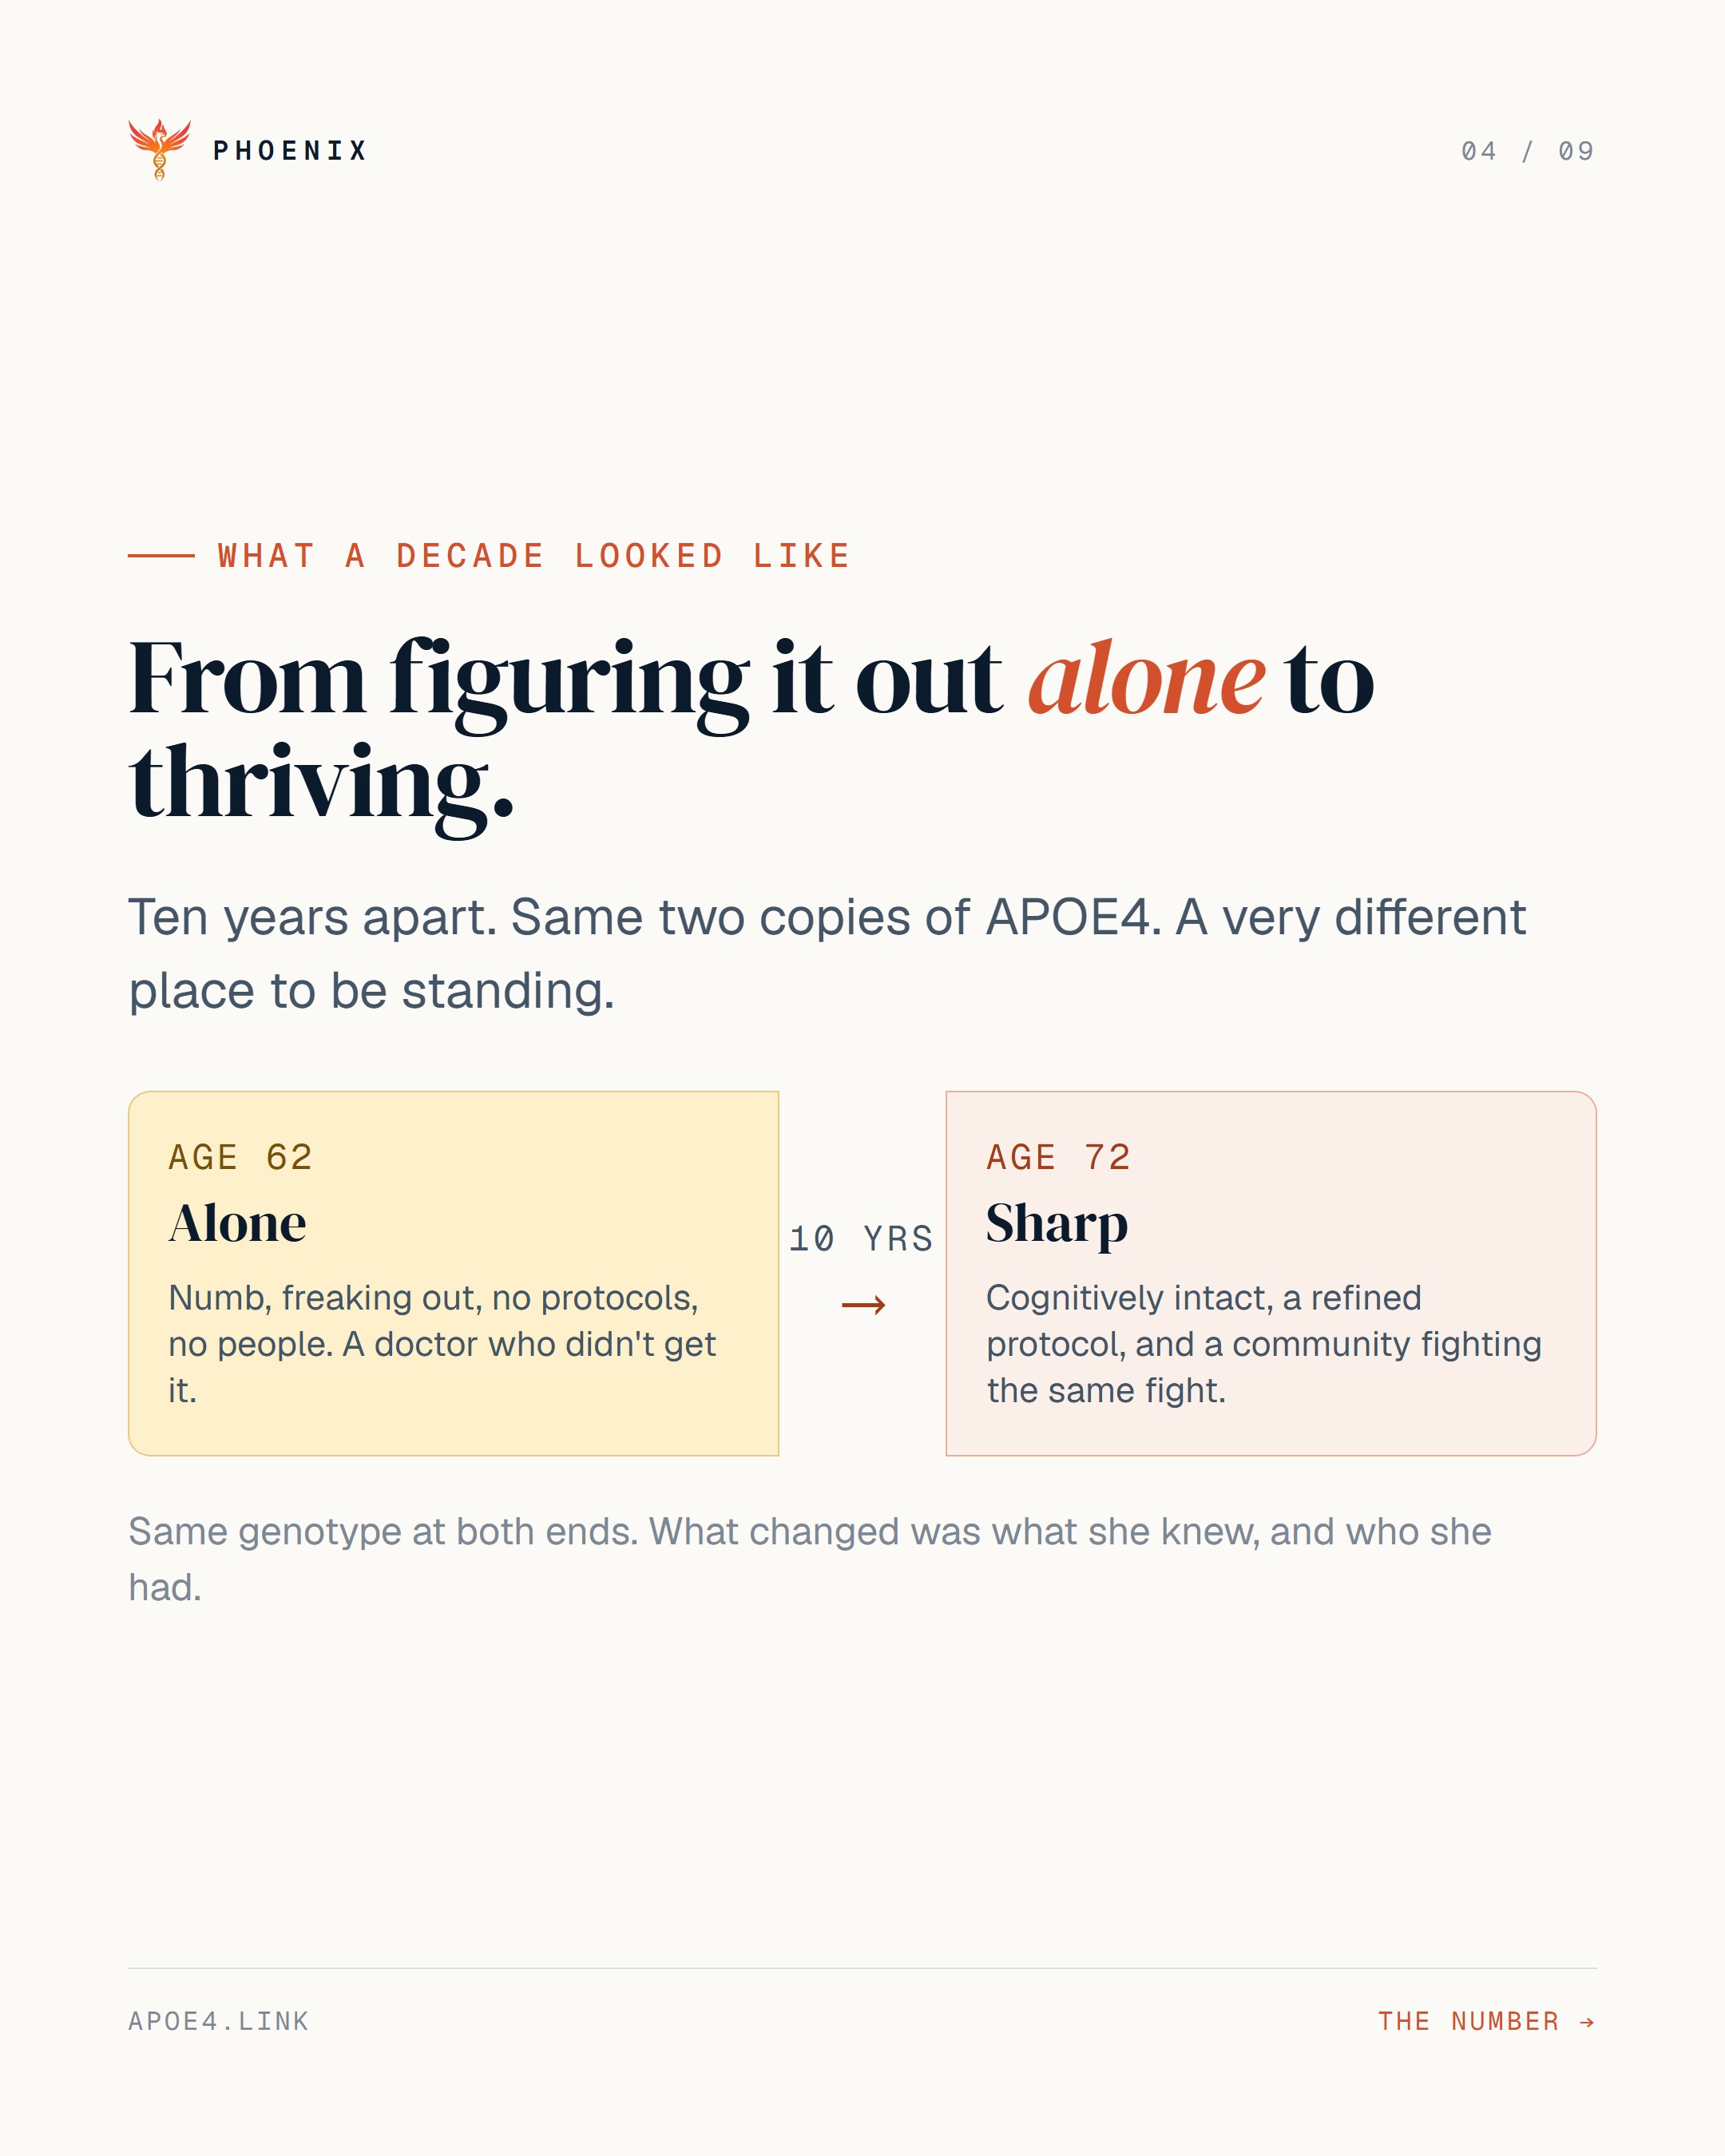 PHOENIX
04 / 09
WHAT A DECADE LOOKED LIKE
From figuring it out alone to
thriving.
Ten years apart. Same two copies of APOE4. A very different
place to be standing.
AGE 62
Alone
Numb, freaking out, no protocols,
no people. A doctor who didn't get
it.
10 YRS
→
AGE 72
Sharp
Cognitively intact, a refined
protocol, and a community fighting
the same fight.
Same genotype at both ends. What changed was what she knew, and who she
had.
APOE4.LINK
THE NUMBER →